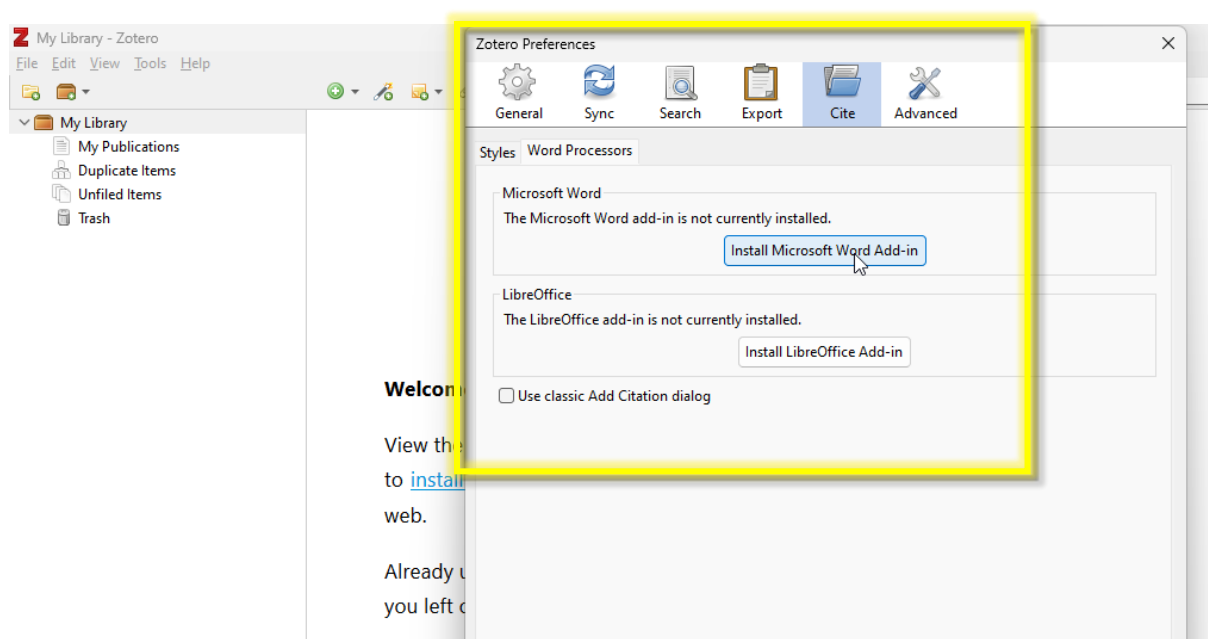 My Library - Zotero
File Edit View Tools Help
My Library
My Publications
Duplicate Items
Unfiled Items
Trash
Welcom
View the
to install
web.
Already u
you left
Zotero Preferences
General Sync Search Export Cite Advanced
Styles Word Processors
Microsoft Word
The Microsoft Word add-in is not currently installed.
Install Microsoft Word Add-in
LibreOffice
The LibreOffice add-in is not currently installed.
Install LibreOffice Add-in
Use classic Add Citation dialog